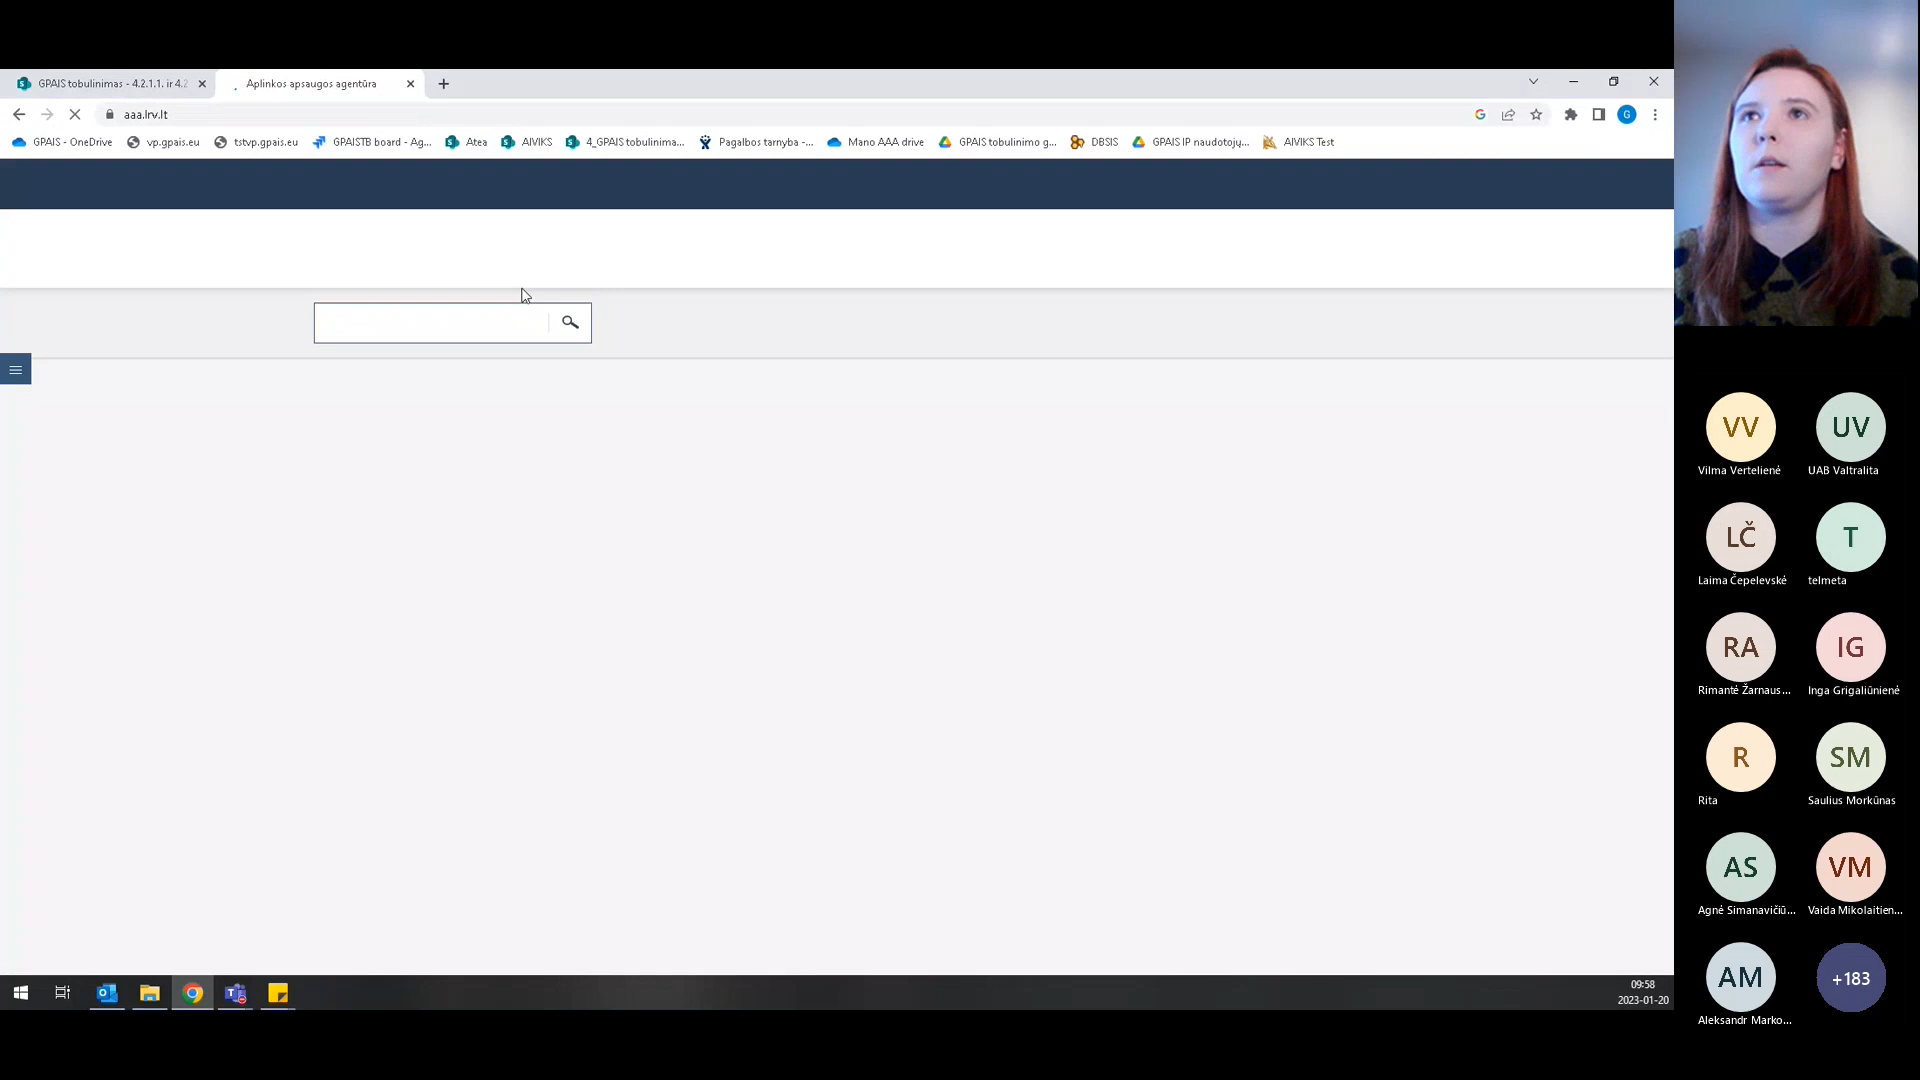 GPAIS tobulinimas - 4.2.1.1. ir 4.2
Aplinkos apsaugos agentūra
aaa.lrv.lt
G
GPAIS - OneDrive
vp.gpais.eu
tstvp.gpais.eu
GPAISTB board - Ag...
Atea
AIVIKS
4_GPAIS tobulinima...
Pagalbos tarnyba -...
Mano AAA drive
GPAIS tobulinimo g...
DBSIS
GPAIS IP naudotojų...
AIVIKS Test
VV
Vilma Vertelienė
UV
UAB Valtralita
LČ
Laima Čepelevskė
T
telmeta
RA
Rimantė Žarnaus...
IG
Inga Grigaliūnienė
R
Rita
SM
Saulius Morkūnas
AS
Agnė Simanavičiū...
VM
Vaida Mikolaitien...
AM
Aleksandr Marko...
+183
09:58
2023-01-20